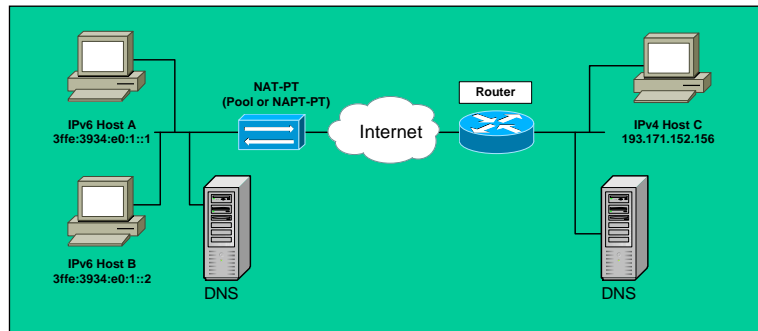 IPv6 Host A
3ffe:3934:e0:1::1
NAT-PT
(Pool or NAPT-PT)
Internet
Router
IPv4 Host C
193.171.152.156
IPv6 Host B
3ffe:3934:e0:1::2
DNS
DNS